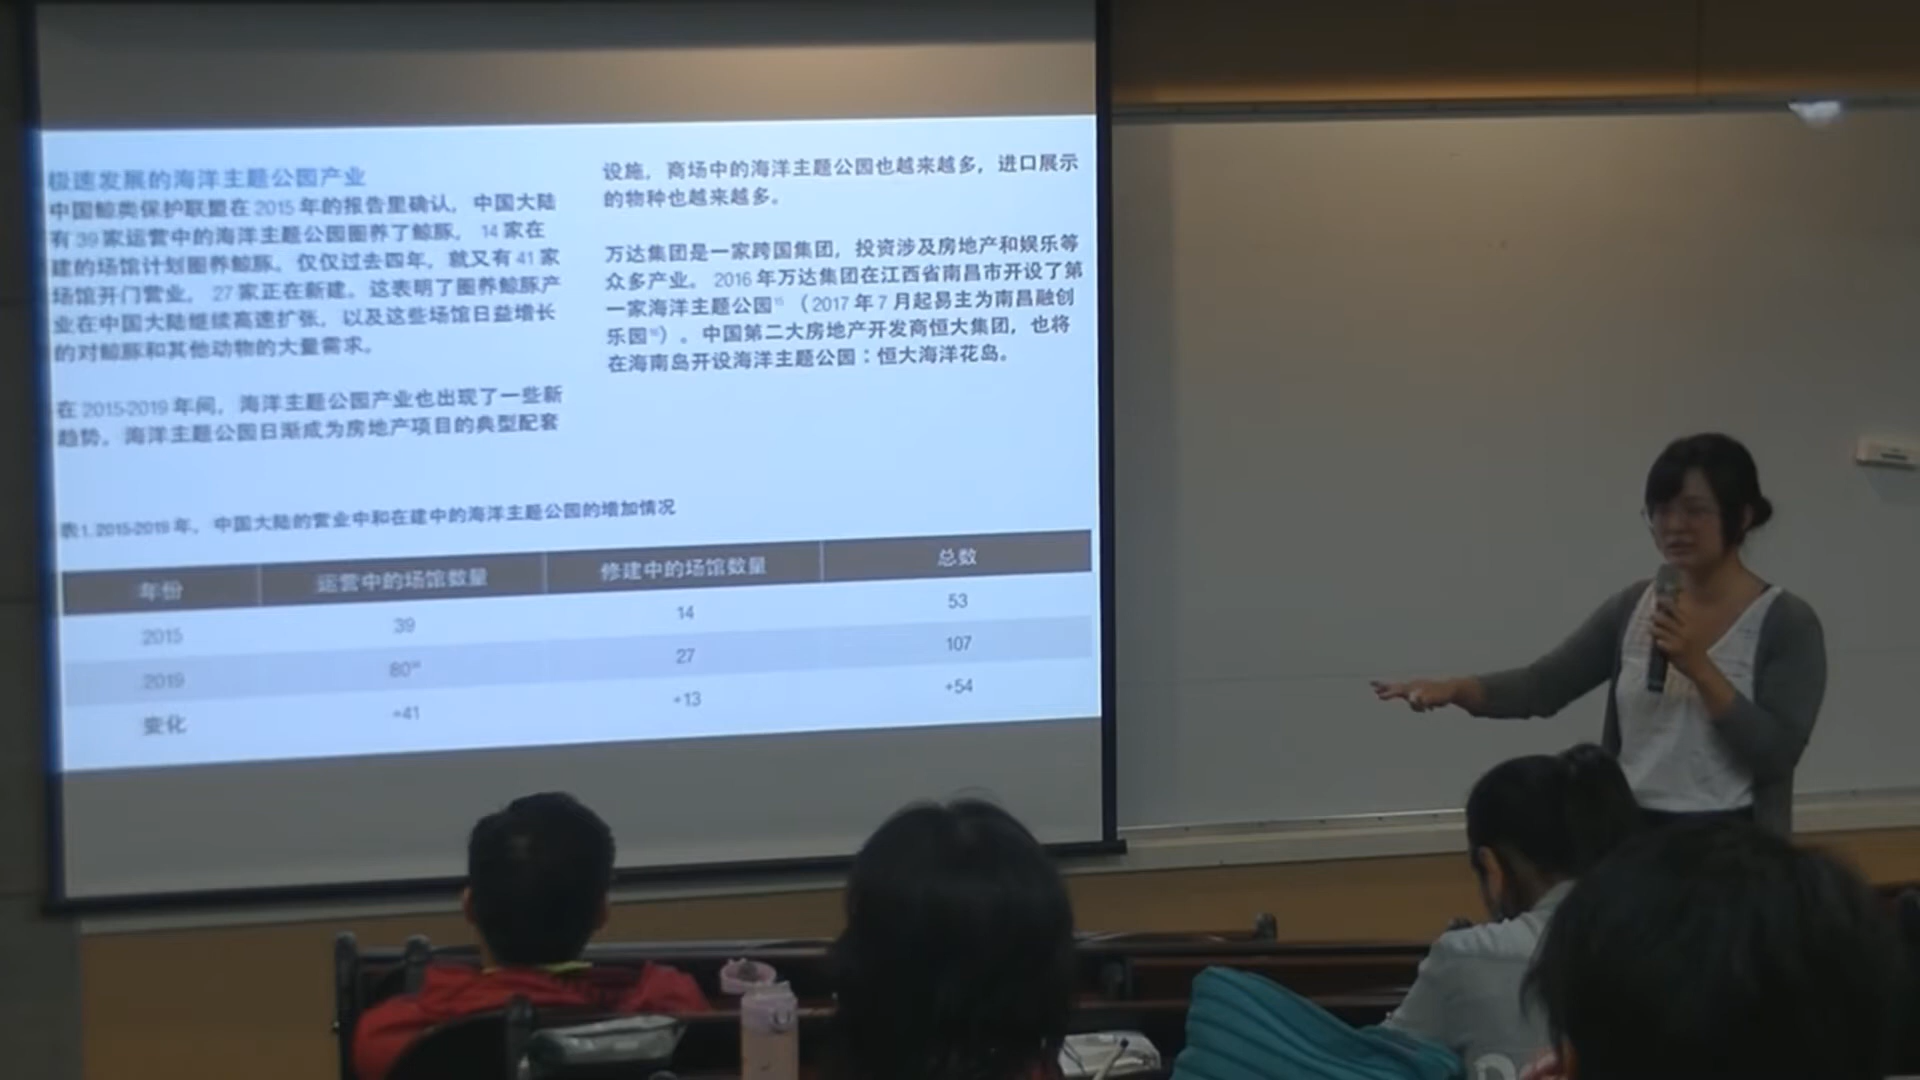 极速发展的海洋主题公园产业
中国鲸类保护联盟在 2015 年的报告里确认，中国大陆
有 39 家运营中的海洋主题公园圈养了鲸豚，14 家在
建的场馆计划圈养鲸豚。仅仅过去四年，就又有 41 家
场馆开门营业，27 家正在新建。这表明了圈养鲸豚产
业在中国大陆继续高速扩张，以及这些场馆日益增长
的对鲸豚和其他动物的大量需求。
在 2015-2019 年间，海洋主题公园产业也出现了一些新
趋势。海洋主题公园日渐成为房地产项目的典型配套
设施，商场中的海洋主题公园也越来越多，进口展示
的物种也越来越多。
万达集团是一家跨国集团，投资涉及房地产和娱乐等
众多产业。2016 年万达集团在江西省南昌市开设了第
一家海洋主题公园（2017 年 7 月起易主为南昌融创
乐园）。中国第二大房地产开发商恒大集团，也将
在海南岛开设海洋主题公园：恒大海洋花岛。
表1. 2015-2019 年，中国大陆的营业中和在建中的海洋主题公园的增加情况
年份 运营中的场馆数量 修建中的场馆数量 总数
2015 39 14 53
2019 80 27 107
变化 +41 +13 +54